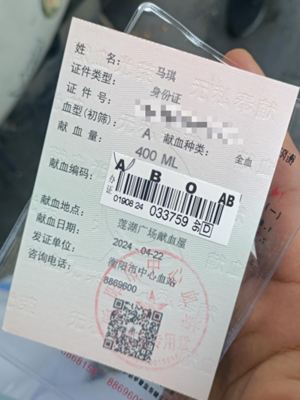 姓 名： 马琪
证件类型： 身份证
证 件 号：
血型(初筛)： A 献血种类： 全血
献 血 量： 400 ML
献血编码： A B O AB
01908 24 033759 D
献血地点： 莲湖广场献血屋
献血日期： 2024-04-22
发证单位： 衡阳市中心血站
咨询电话： 8869600